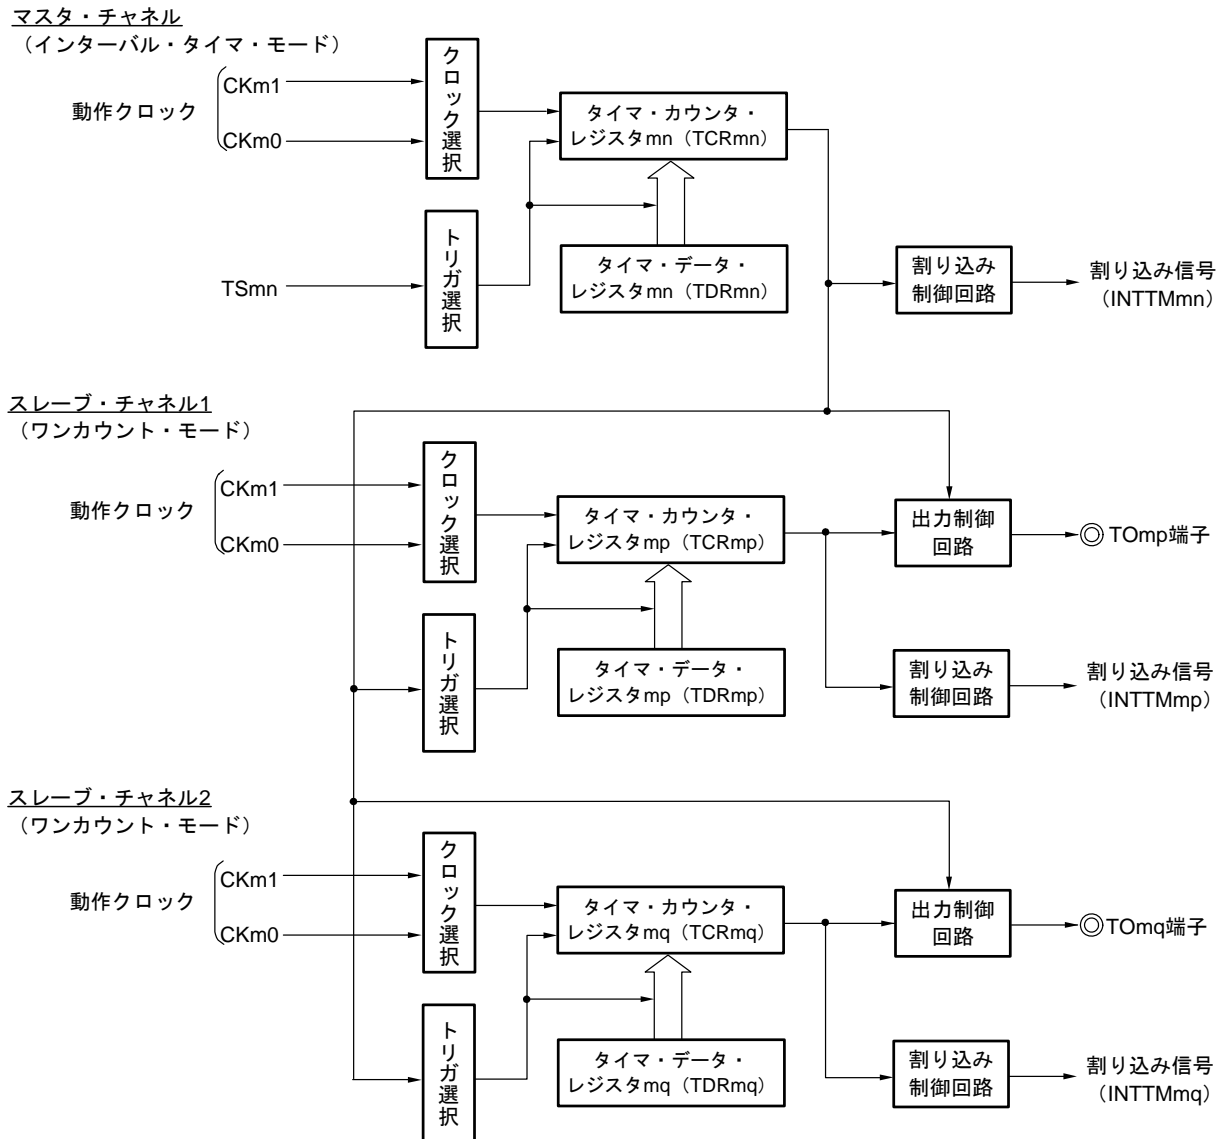 マスタ・チャネル
（インターバル・タイマ・モード）
動作クロック
CKm1
CKm0
クロック選択
タイマ・カウンタ・
レジスタmn（TCRmn）
TSmn
トリガ選択
タイマ・データ・
レジスタmn（TDRmn）
割り込み
制御回路
割り込み信号
（INTTMmn）
スレーブ・チャネル1
（ワンカウント・モード）
動作クロック
CKm1
CKm0
クロック選択
タイマ・カウンタ・
レジスタmp（TCRmp）
出力制御
回路
TOmp端子
トリガ選択
タイマ・データ・
レジスタmp（TDRmp）
割り込み
制御回路
割り込み信号
（INTTMmp）
スレーブ・チャネル2
（ワンカウント・モード）
動作クロック
CKm1
CKm0
クロック選択
タイマ・カウンタ・
レジスタmq（TCRmq）
出力制御
回路
TOmq端子
トリガ選択
タイマ・データ・
レジスタmq（TDRmq）
割り込み
制御回路
割り込み信号
（INTTMmq）